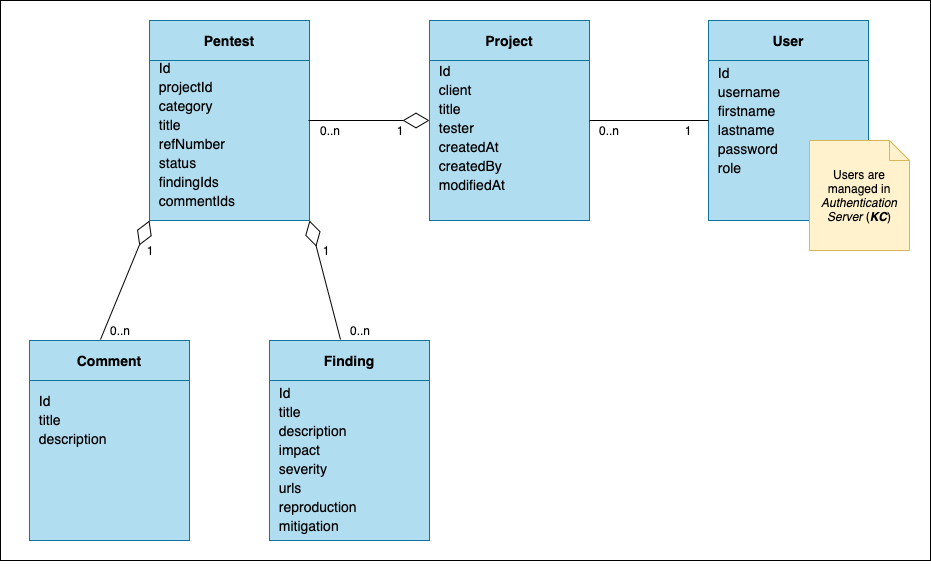 Pentest
Id
projectId
category
title
refNumber
status
findingIds
commentIds
0..n
1
Project
Id
client
title
tester
createdAt
createdBy
modifiedAt
0..n
1
User
Id
username
firstname
lastname
password
role
Users are
managed in
Authentication
Server (KC)
1
0..n
1
0..n
Comment
Id
title
description
Finding
Id
title
description
impact
severity
urls
reproduction
mitigation